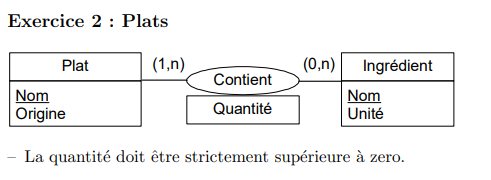 Exercice 2 : Plats
Plat (1,n) Contient (0,n) Ingrédient
Quantité
Nom Nom
Origine Unité
– La quantité doit être strictement supérieure à zero.